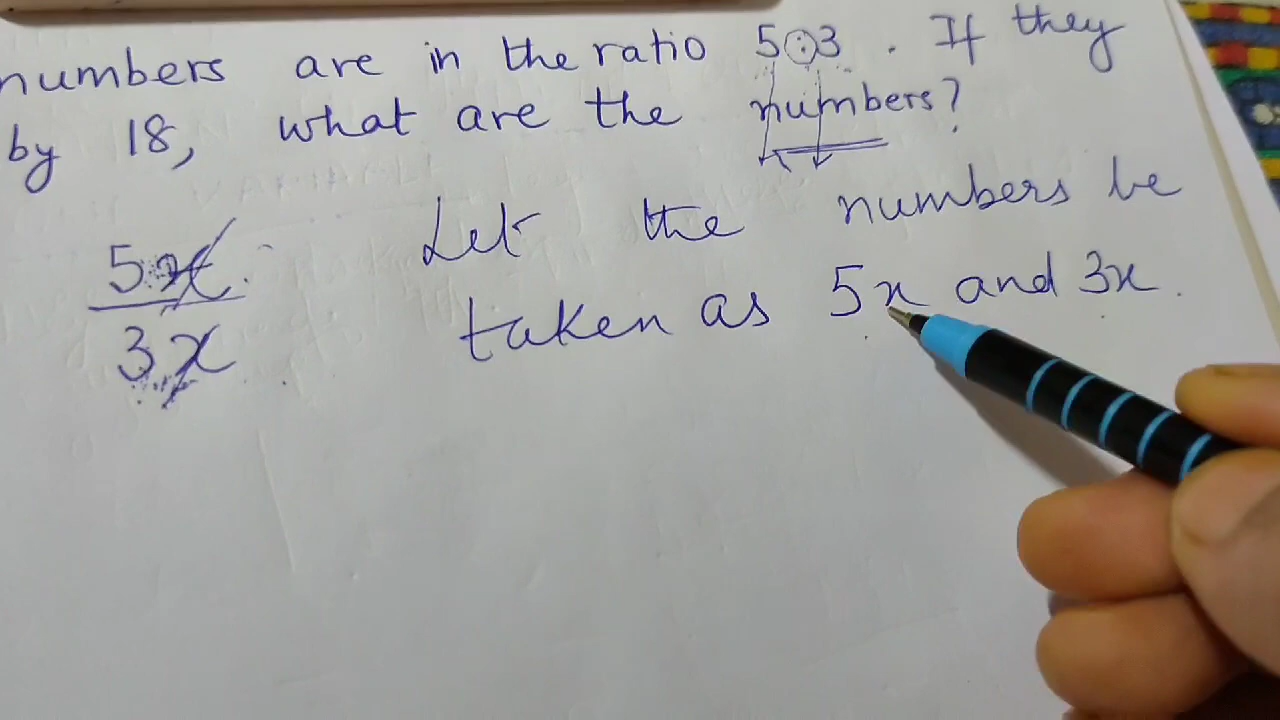 numbers are in the ratio 5:3. If they
by 18, what are the numbers?
Let the numbers be
taken as 5x and 3x.
5x
3x